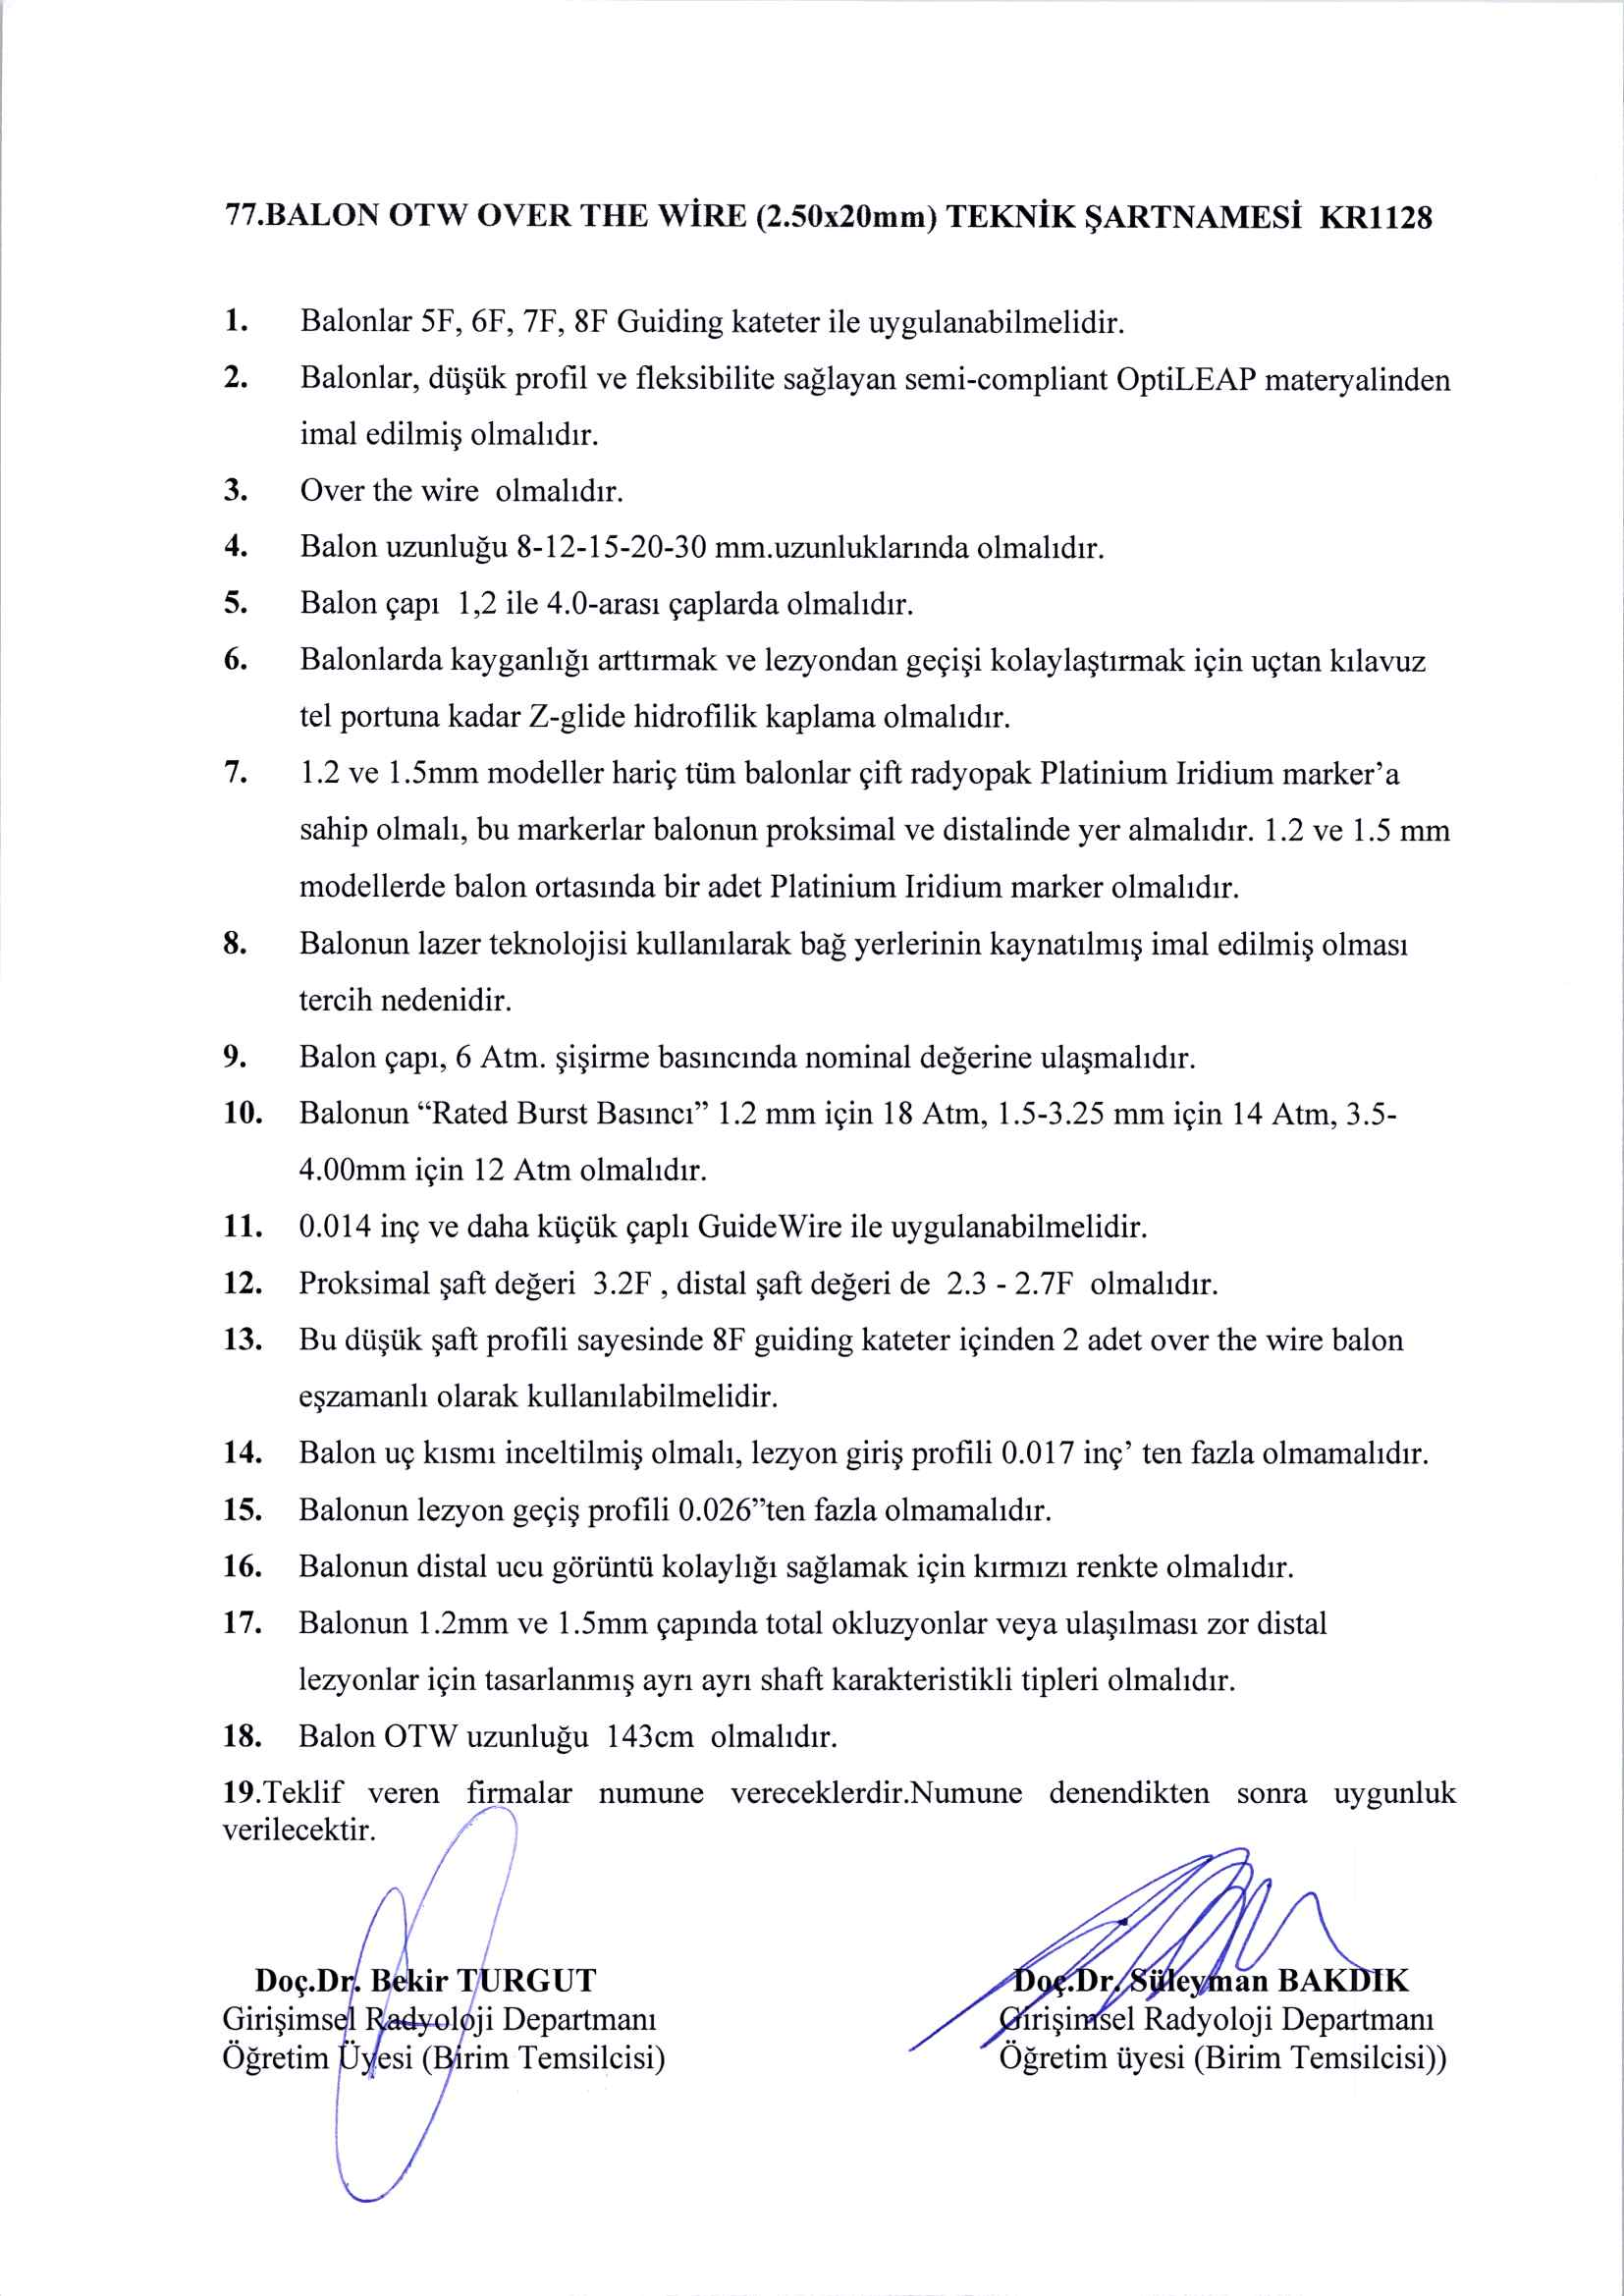 77.BALON OTW OVER THE WİRE (2.50x20mm) TEKNİK ŞARTNAMESİ KR1128
1. Balonlar 5F, 6F, 7F, 8F Guiding kateter ile uygulanabilmelidir.
2. Balonlar, düşük profil ve fleksibilite sağlayan semi-compliant OptiLEAP materyalinden
imal edilmiş olmalıdır.
3. Over the wire olmalıdır.
4. Balon uzunluğu 8-12-15-20-30 mm.uzunluklarında olmalıdır.
5. Balon çapı 1,2 ile 4.0-arası çaplarda olmalıdır.
6. Balonlarda kayganlığı arttırmak ve lezyondan geçişi kolaylaştırmak için uçtan kılavuz
tel portuna kadar Z-glide hidrofilik kaplama olmalıdır.
7. 1.2 ve 1.5mm modeller hariç tüm balonlar çift radyopak Platinium Iridium marker’a
sahip olmalı, bu markerlar balonun proksimal ve distalinde yer almalıdır. 1.2 ve 1.5 mm
modellerde balon ortasında bir adet Platinium Iridium marker olmalıdır.
8. Balonun lazer teknolojisi kullanılarak bağ yerlerinin kaynatılmış imal edilmiş olması
tercih nedenidir.
9. Balon çapı, 6 Atm. şişirme basıncında nominal değerine ulaşmalıdır.
10. Balonun “Rated Burst Basıncı” 1.2 mm için 18 Atm, 1.5-3.25 mm için 14 Atm, 3.5-
4.00mm için 12 Atm olmalıdır.
11. 0.014 inç ve daha küçük çaplı GuideWire ile uygulanabilmelidir.
12. Proksimal şaft değeri 3.2F , distal şaft değeri de 2.3 - 2.7F olmalıdır.
13. Bu düşük şaft profili sayesinde 8F guiding kateter içinden 2 adet over the wire balon
eşzamanlı olarak kullanılabilmelidir.
14. Balon uç kısmı inceltilmiş olmalı, lezyon giriş profili 0.017 inç’ ten fazla olmamalıdır.
15. Balonun lezyon geçiş profili 0.026”ten fazla olmamalıdır.
16. Balonun distal ucu görüntü kolaylığı sağlamak için kırmızı renkte olmalıdır.
17. Balonun 1.2mm ve 1.5mm çapında total okluzyonlar veya ulaşılması zor distal
lezyonlar için tasarlanmış ayrı ayrı shaft karakteristikli tipleri olmalıdır.
18. Balon OTW uzunluğu 143cm olmalıdır.
19.Teklif veren firmalar numune vereceklerdir.Numune denendikten sonra uygunluk
verilecektir.
Doç.Dr. Bekir TURGUT
Girişimsel Radyoloji Departmanı
Öğretim Üyesi (Birim Temsilcisi)
Doç.Dr. Süleyman BAKDIK
Girişimsel Radyoloji Departmanı
Öğretim üyesi (Birim Temsilcisi))